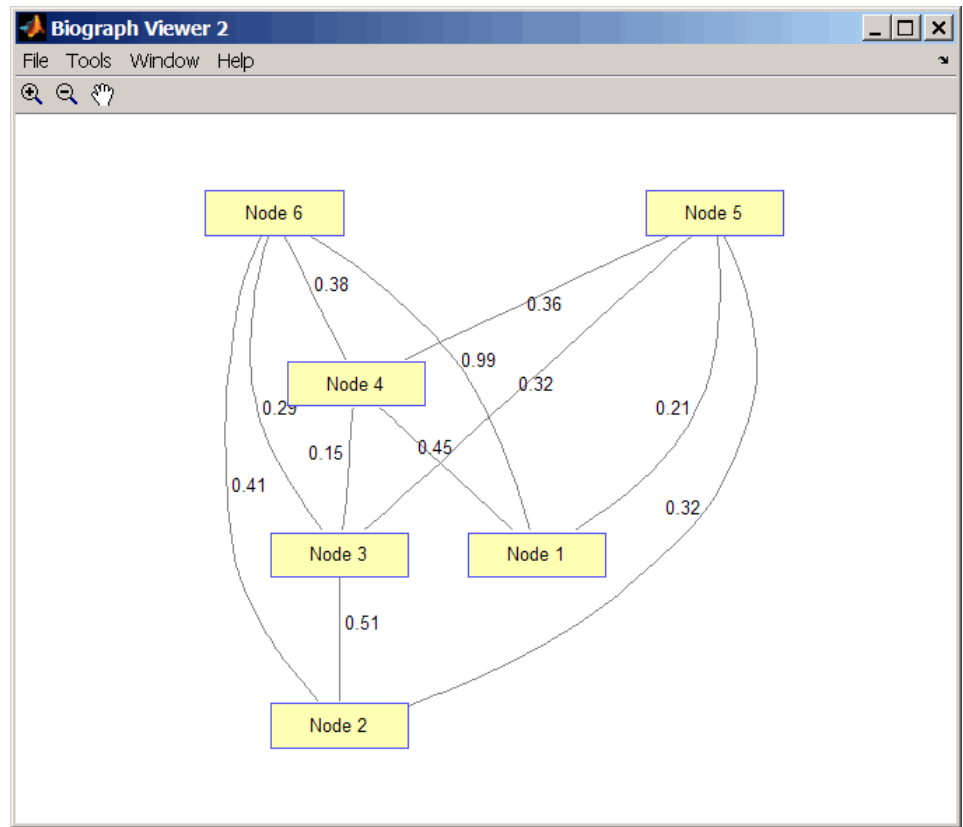 Biograph Viewer 2
File Tools Window Help
Node 6
Node 5
0.38
0.36
0.99
Node 4
0.32
0.29
0.21
0.45
0.15
0.41
0.32
Node 3
Node 1
0.51
Node 2